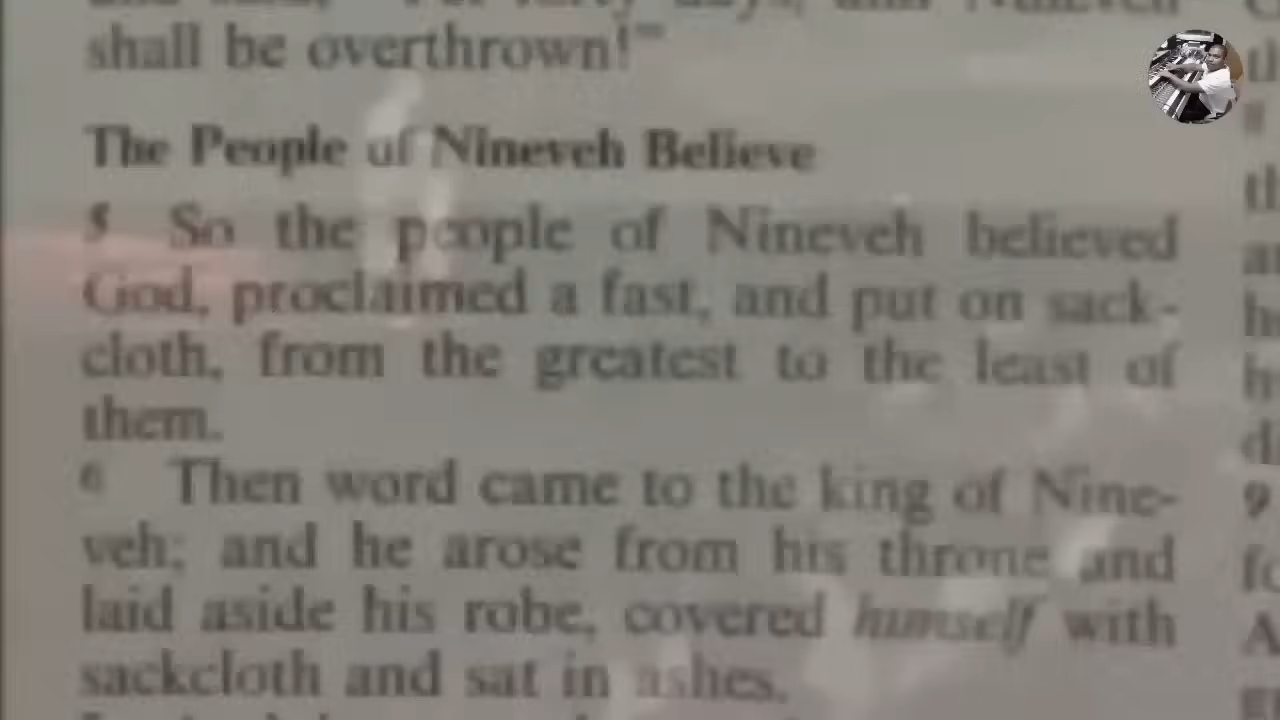 shall be overthrown!"
The People of Nineveh Believe
5 So the people of Nineveh believed
God, proclaimed a fast, and put on sack-
cloth, from the greatest to the least of
them.
6 Then word came to the king of Nine-
veh; and he arose from his throne and
laid aside his robe, covered himself with
sackcloth and sat in ashes.
9